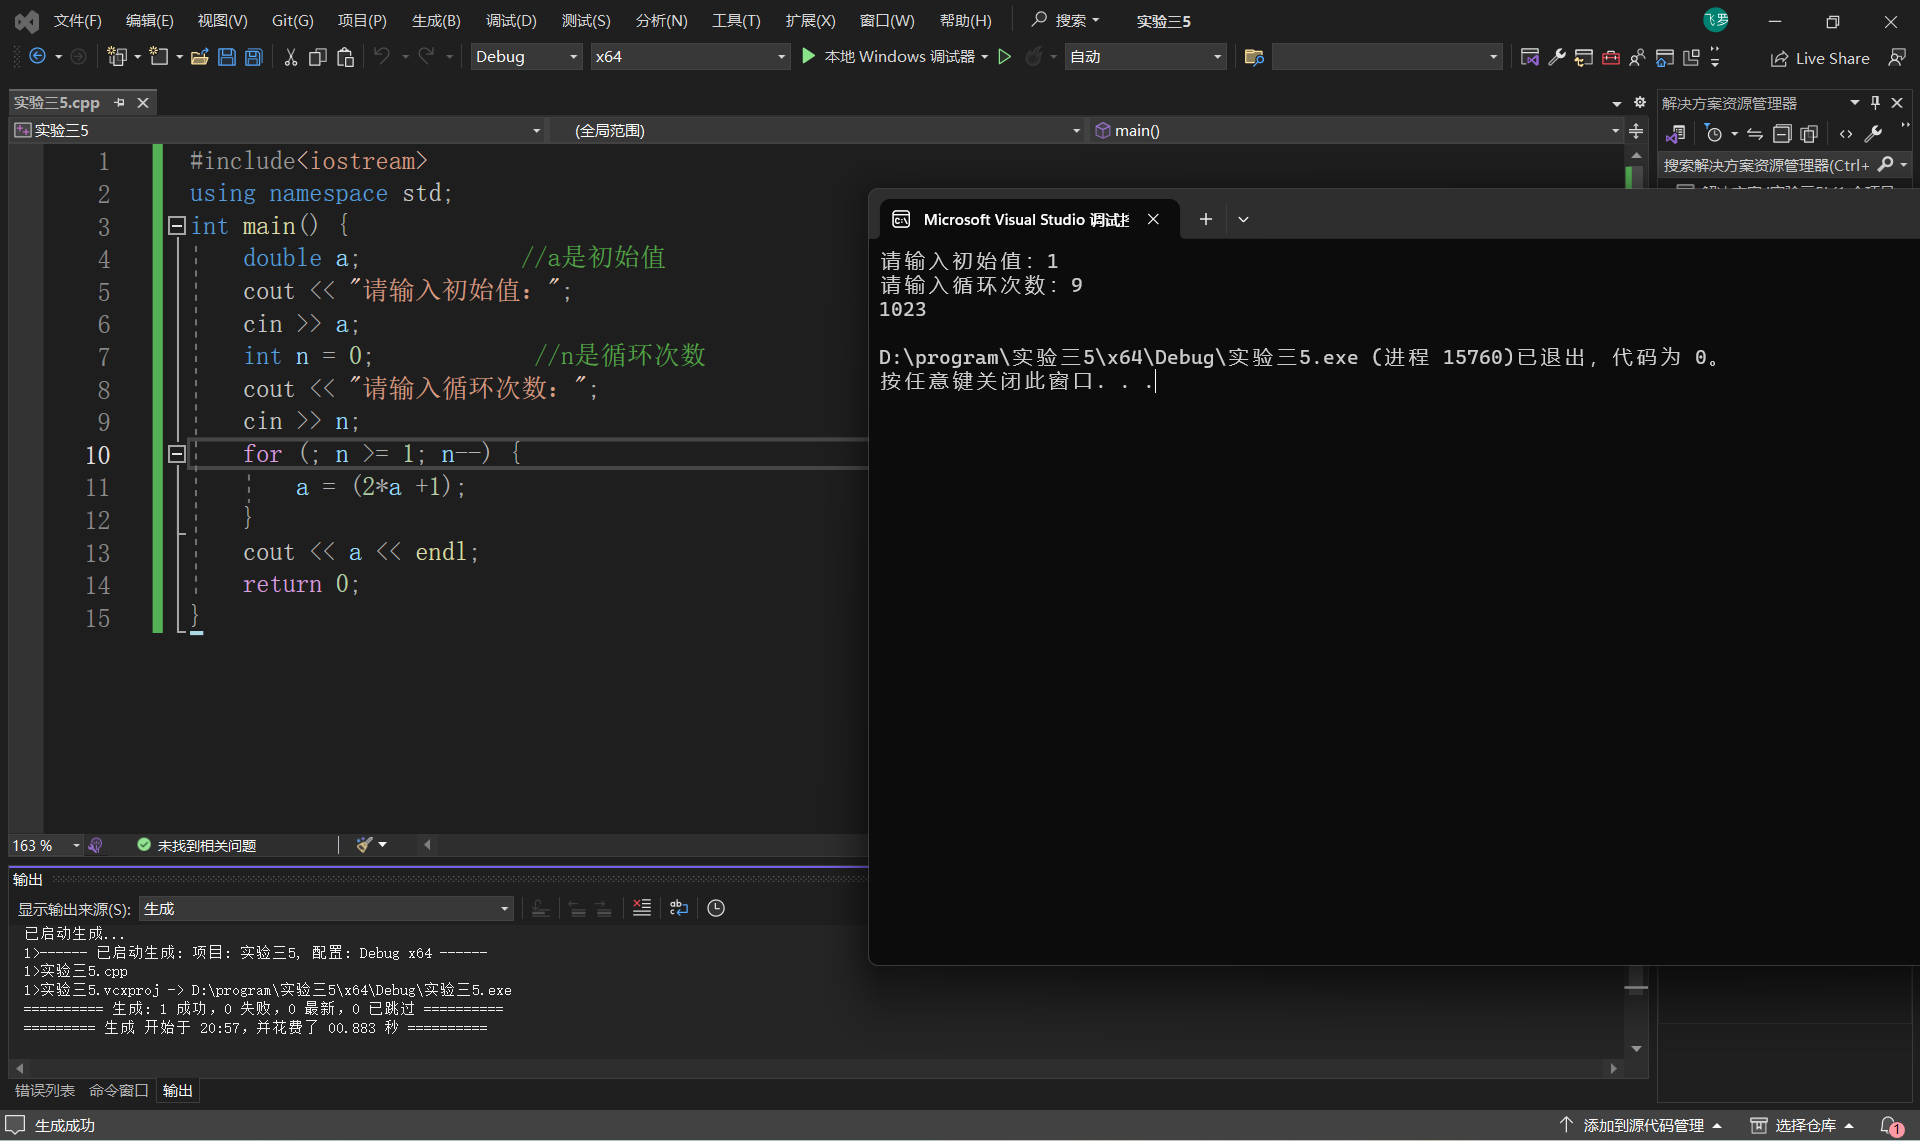 文件(F) 编辑(E) 视图(V) Git(G) 项目(P) 生成(B) 调试(D) 测试(S) 分析(N) 工具(T) 扩展(X) 窗口(W) 帮助(H) 搜索 实验三5 飞罗
Debug x64 本地 Windows 调试器 自动 Live Share
实验三5.cpp
实验三5 (全局范围) main()
1 #include<iostream>
2 using namespace std;
3 int main() {
4 double a; //a是初始值
5 cout << "请输入初始值：";
6 cin >> a;
7 int n = 0; //n是循环次数
8 cout << "请输入循环次数：";
9 cin >> n;
10 for (; n >= 1; n--) {
11 a = (2*a +1);
12 }
13 cout << a << endl;
14 return 0;
15 }
解决方案资源管理器
搜索解决方案资源管理器(Ctrl+
Microsoft Visual Studio 调试
请输入初始值：1
请输入循环次数：9
1023
D:\program\实验三5\x64\Debug\实验三5.exe (进程 15760)已退出，代码为 0。
按任意键关闭此窗口. . .
163 % 未找到相关问题
输出
显示输出来源(S): 生成
已启动生成...
1>------ 已启动生成: 项目: 实验三5, 配置: Debug x64 ------
1>实验三5.cpp
1>实验三5.vcxproj -> D:\program\实验三5\x64\Debug\实验三5.exe
========== 生成: 1 成功，0 失败，0 最新，0 已跳过 ==========
========= 生成 开始于 20:57，并花费了 00.883 秒 ==========
错误列表 命令窗口 输出
生成成功 添加到源代码管理 选择仓库 1